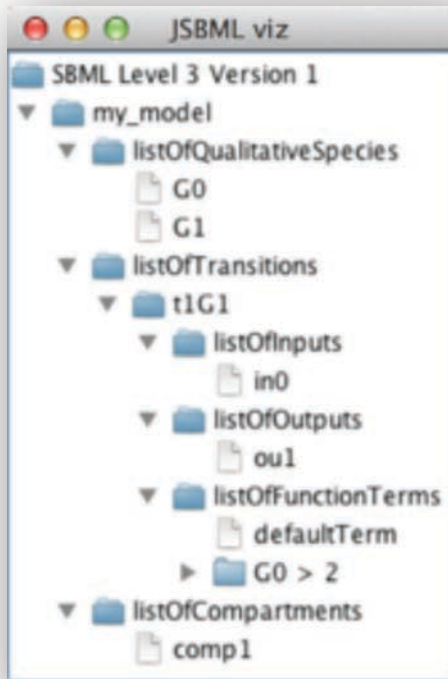 JSBML viz
SBML Level 3 Version 1
my_model
listOfQualitativeSpecies
G0
G1
listOfTransitions
t1G1
listOfInputs
in0
listOfOutputs
ou1
listOfFunctionTerms
defaultTerm
G0 > 2
listOfCompartments
comp1